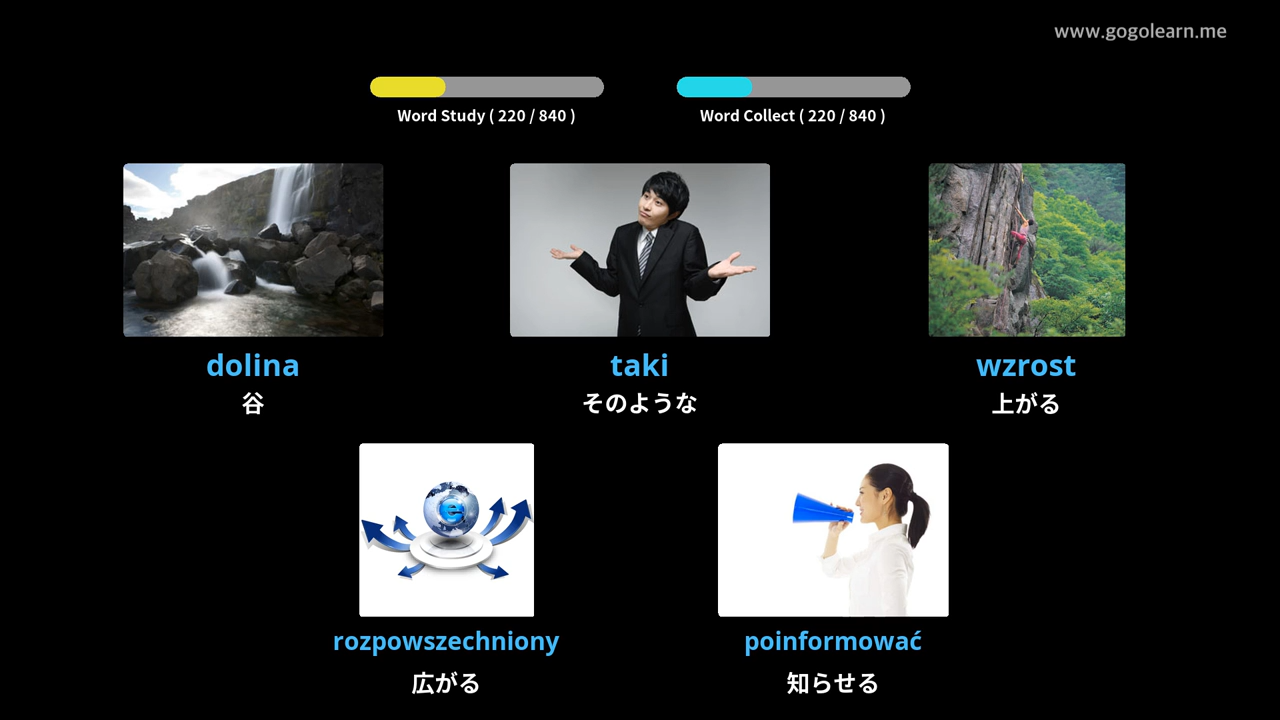 www.gogolearn.me
Word Study ( 220 / 840 )
Word Collect ( 220 / 840 )
dolina
谷
taki
そのような
wzrost
上がる
e
rozpowszechniony
広がる
poinformować
知らせる